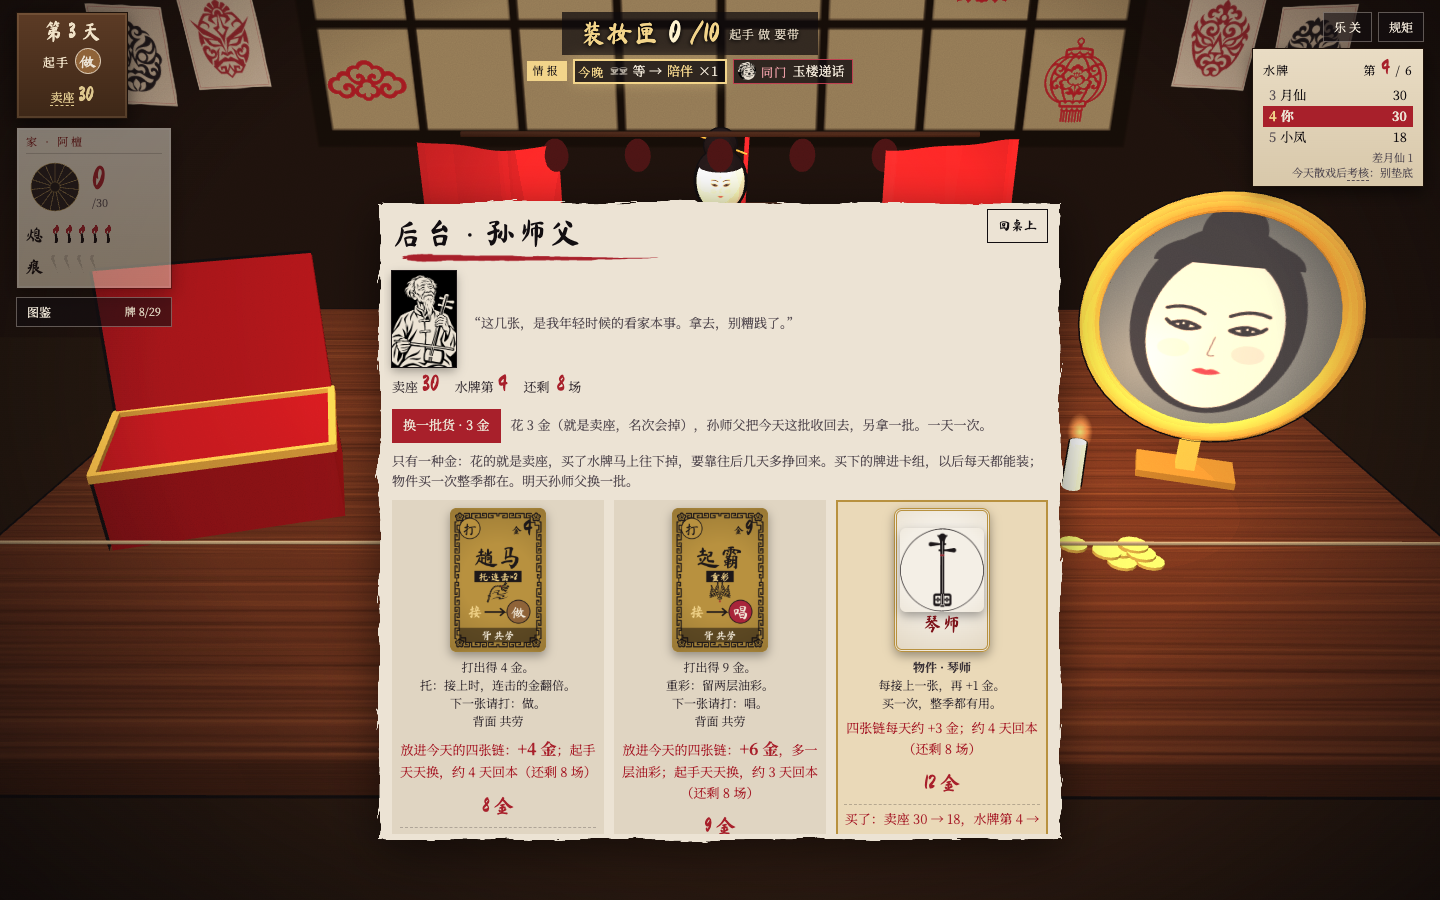 第3天
起手 做
卖座30
装妆匣 0/10 起手 做 要带
情报 今晚 等→陪伴 ×1 同门 玉楼递话
乐 关
规矩
水牌 第4/6
3 月仙 30
4 你 30
5 小凤 18
差月仙 1
今天散戏后考核：别垫底
家·阿檀
0
/30
熄
痕
图鉴 牌 8/29
后台·孙师父
回桌上
“这几张，是我年轻时候的看家本事。拿去，别糟践了。”
卖座30 水牌第4 还剩8场
换一批货·3 金
花 3 金（就是卖座，名次会掉），孙师父把今天这批收回去，另拿一批。一天一次。
只有一种金：花的就是卖座，买了水牌马上往下掉，要靠往后几天多挣回来。买下的牌进卡组，以后每天都能装；
物件买一次整季都在。明天孙师父换一批。
打 金4
趟马
托·连击×2
接→做
背 共劳
打出得 4 金。
托：接上时，连击的金翻倍。
下一张请打：做。
背面 共劳
放进今天的四张链：+4 金；起手
天天换，约 4 天回本（还剩 8 场）
8金
打 金9
起霸
重彩
接→唱
背 共劳
打出得 9 金。
重彩：留两层油彩。
下一张请打：唱。
背面 共劳
放进今天的四张链：+6 金，多一
层油彩；起手天天换，约 3 天回本
（还剩 8 场）
9金
琴师
物件·琴师
每接上一张，再 +1 金。
买一次，整季都有用。
四张链每天约 +3 金；约 4 天回本
（还剩 8 场）
12金
买了：卖座 30→18，水牌第 4→